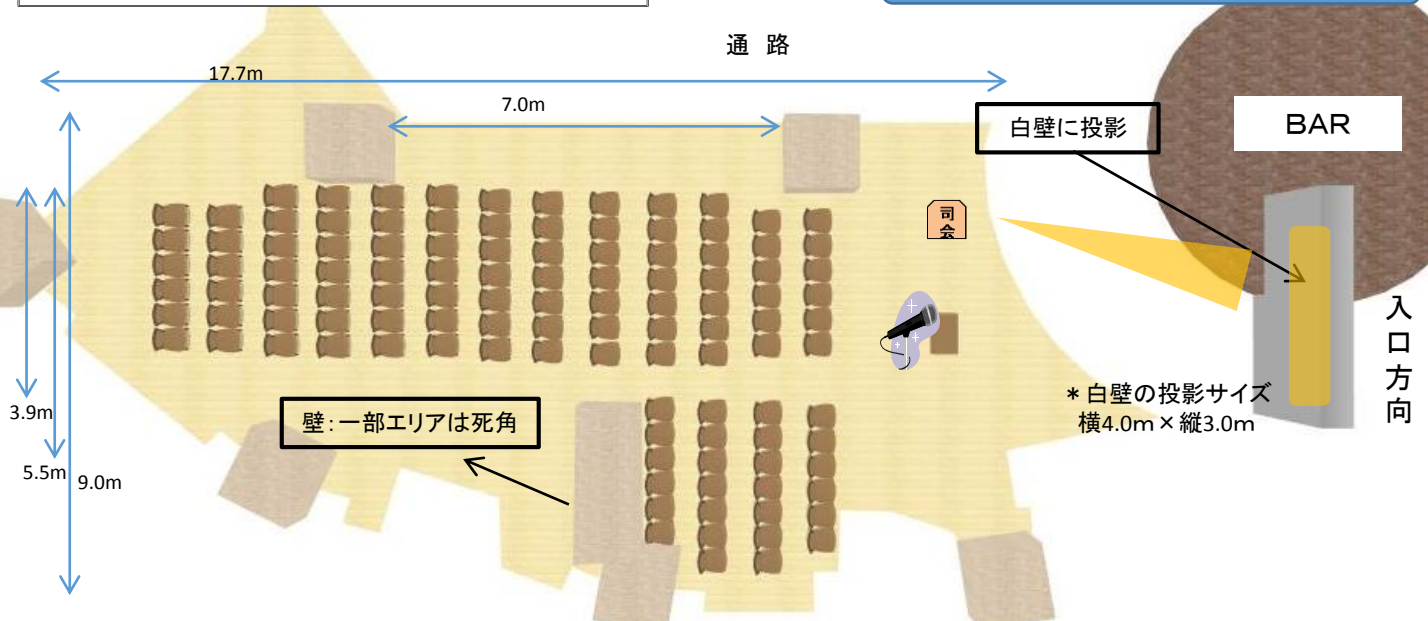 通 路
17.7m
7.0m
白壁に投影
BAR
司
会
入
口
方
向
3.9m
5.5m
9.0m
壁：一部エリアは死角
＊白壁の投影サイズ
横4.0m×縦3.0m